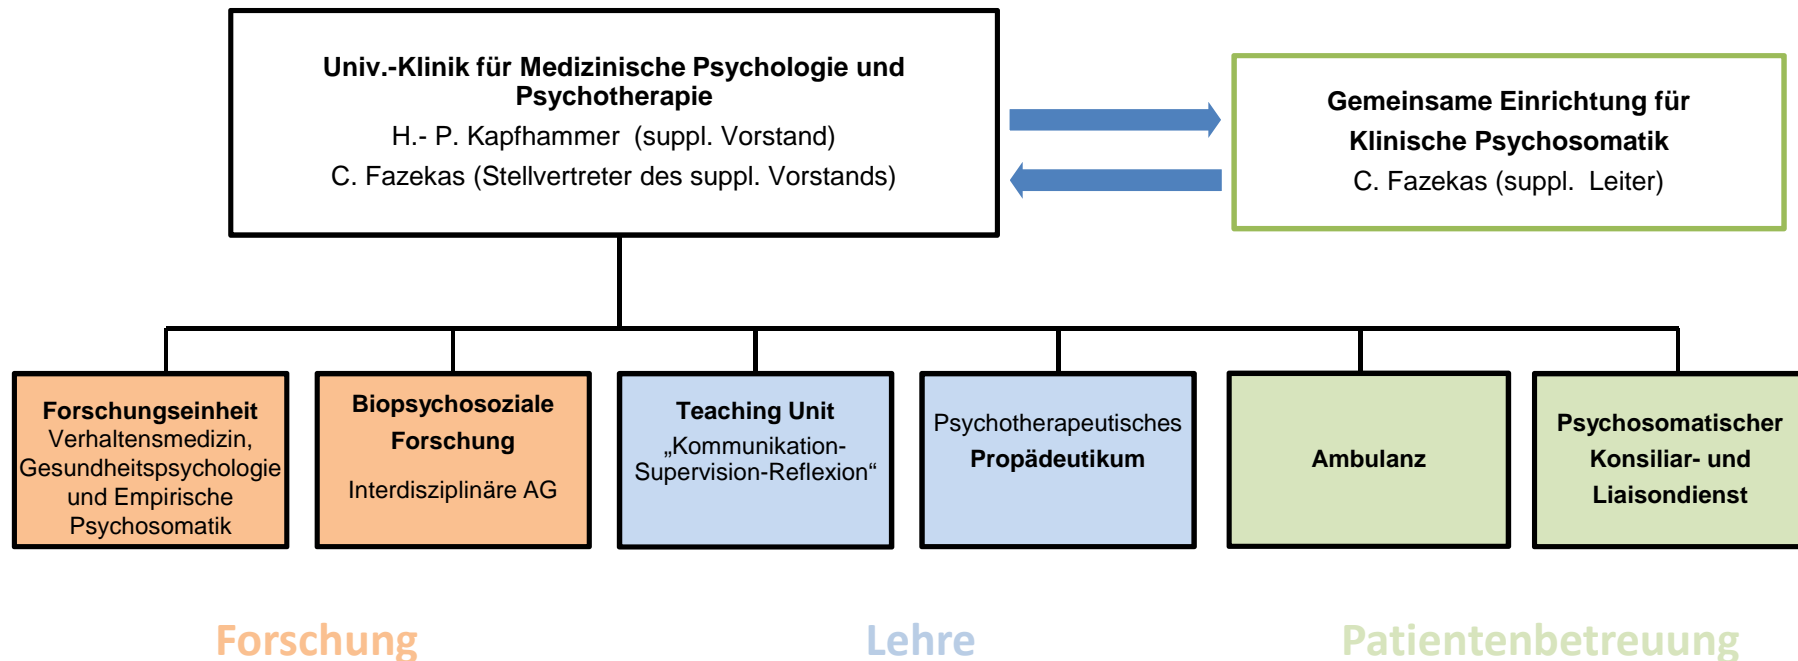 Univ.-Klinik für Medizinische Psychologie und
Psychotherapie
H.- P. Kapfhammer (suppl. Vorstand)
C. Fazekas (Stellvertreter des suppl. Vorstands)
Gemeinsame Einrichtung für
Klinische Psychosomatik
C. Fazekas (suppl. Leiter)
Forschungseinheit
Verhaltensmedizin,
Gesundheitspsychologie
und Empirische
Psychosomatik
Biopsychosoziale
Forschung
Interdisziplinäre AG
Teaching Unit
„Kommunikation-
Supervision-Reflexion“
Psychotherapeutisches
Propädeutikum
Ambulanz
Psychosomatischer
Konsiliar- und
Liaisondienst
Forschung
Lehre
Patientenbetreuung